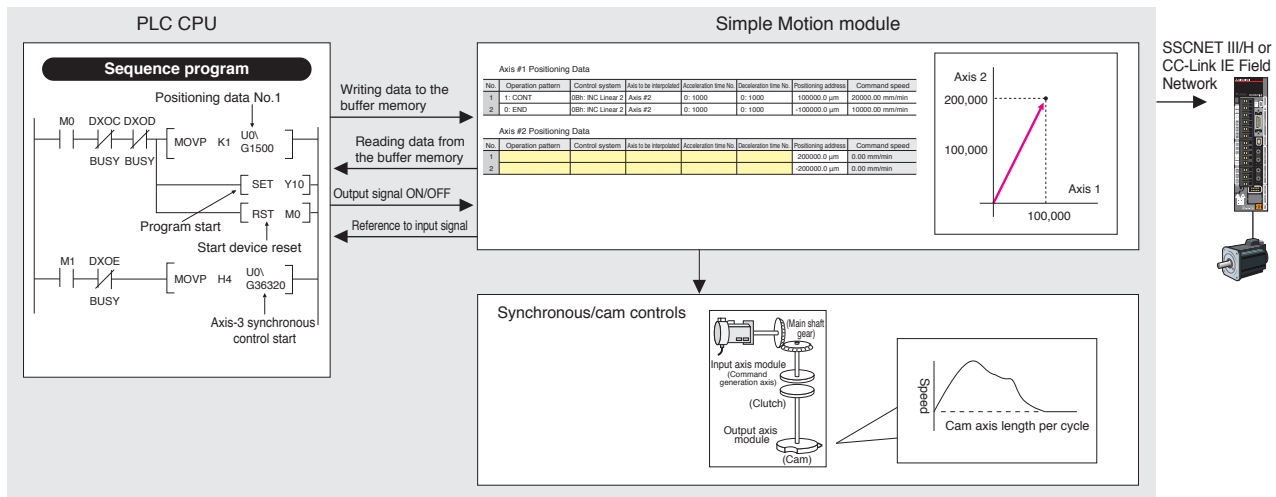 PLC CPU
Sequence program
Positioning data No.1
M0 DXOC DXOD
MOVP K1 U0\
G1500
BUSY BUSY
SET Y10
RST M0
Program start
Start device reset
M1 DXOE
MOVP H4 U0\
G36320
BUSY
Axis-3 synchronous
control start
Writing data to the
buffer memory
Reading data from
the buffer memory
Output signal ON/OFF
Reference to input signal
Simple Motion module
Axis #1 Positioning Data
No. Operation pattern Control system Axis to be interpolated Acceleration time No. Deceleration time No. Positioning address Command speed
1 1: CONT 0Bh: INC Linear 2 Axis #2 0: 1000 0: 1000 100000.0 µm 20000.00 mm/min
2 0: END 0Bh: INC Linear 2 Axis #2 0: 1000 0: 1000 -100000.0 µm 10000.00 mm/min
Axis #2 Positioning Data
No. Operation pattern Control system Axis to be interpolated Acceleration time No. Deceleration time No. Positioning address Command speed
1 200000.0 µm 0.00 mm/min
2 -200000.0 µm 0.00 mm/min
Axis 2
200,000
100,000
Axis 1
100,000
Synchronous/cam controls
(Main shaft
gear)
Input axis module
(Command
generation axis)
(Clutch)
Output axis
module
(Cam)
Speed
Cam axis length per cycle
SSCNET III/H or
CC-Link IE Field
Network